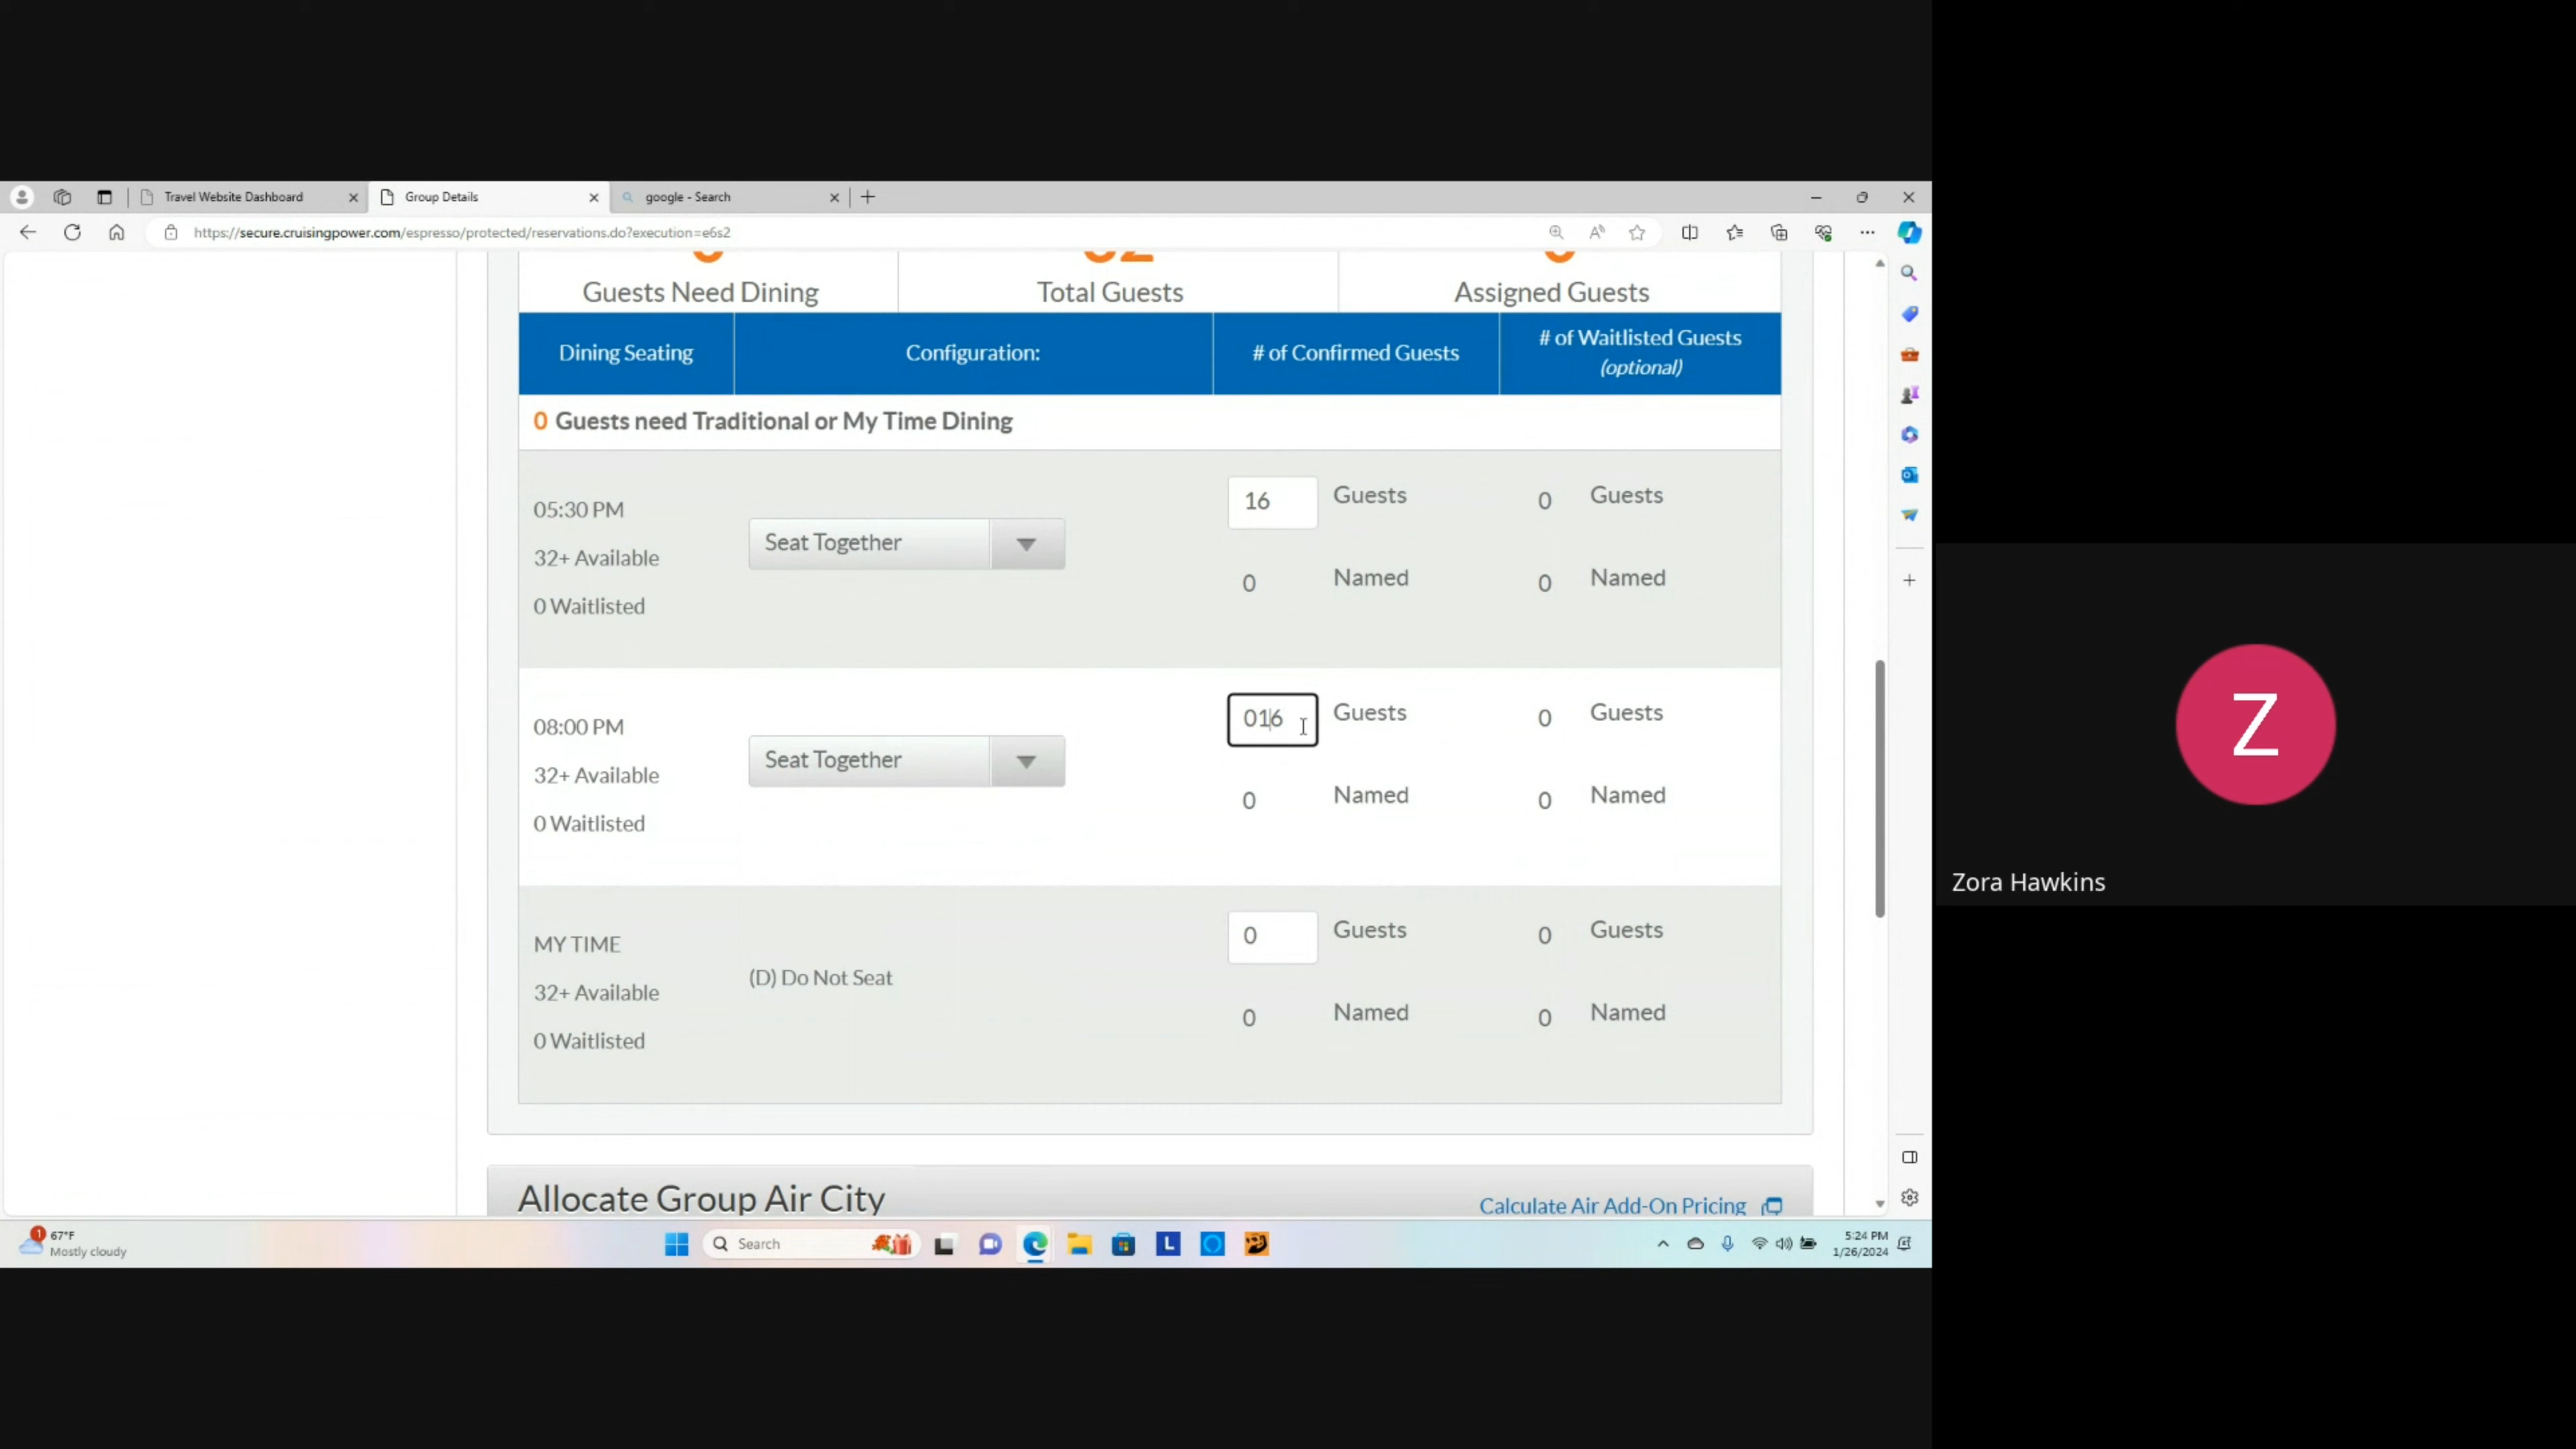 Travel Website Dashboard
Group Details
google - Search
https://secure.cruisingpower.com/espresso/protected/reservations.do?execution=e6s2
Guests Need Dining
Total Guests
Assigned Guests
Dining Seating
Configuration:
# of Confirmed Guests
# of Waitlisted Guests
(optional)
0 Guests need Traditional or My Time Dining
05:30 PM
32+ Available
0 Waitlisted
Seat Together
16 Guests
0 Named
0 Guests
0 Named
08:00 PM
32+ Available
0 Waitlisted
Seat Together
016 Guests
0 Named
0 Guests
0 Named
MY TIME
32+ Available
0 Waitlisted
(D) Do Not Seat
0 Guests
0 Named
0 Guests
0 Named
Allocate Group Air City
Calculate Air Add-On Pricing
1
67°F
Mostly cloudy
Search
L
5:24 PM
1/26/2024
Z
Zora Hawkins